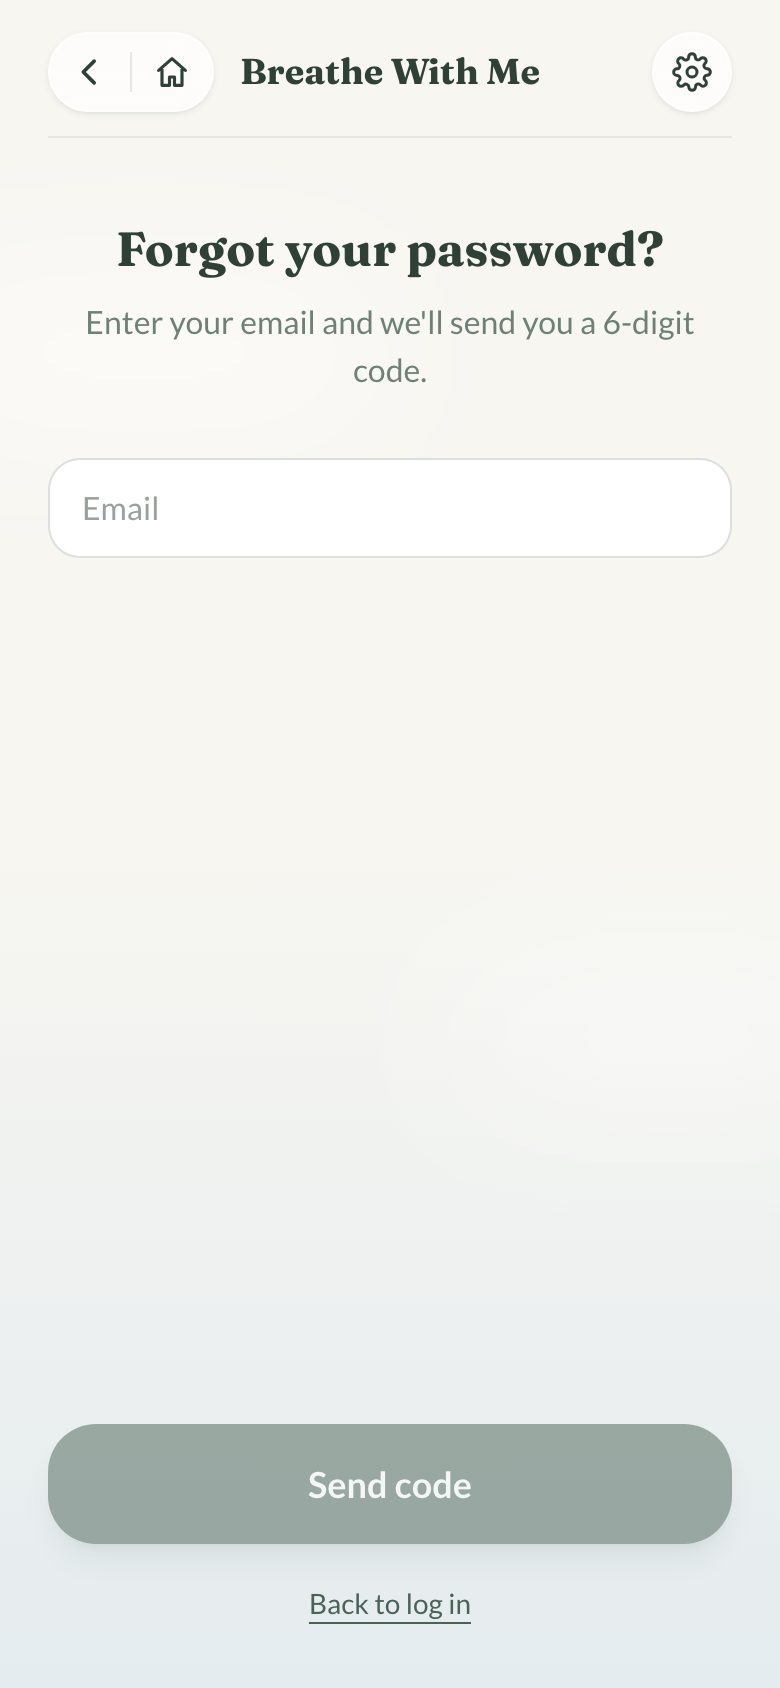 Breathe With Me
Forgot your password?
Enter your email and we'll send you a 6-digit
code.
Email
Send code
Back to log in